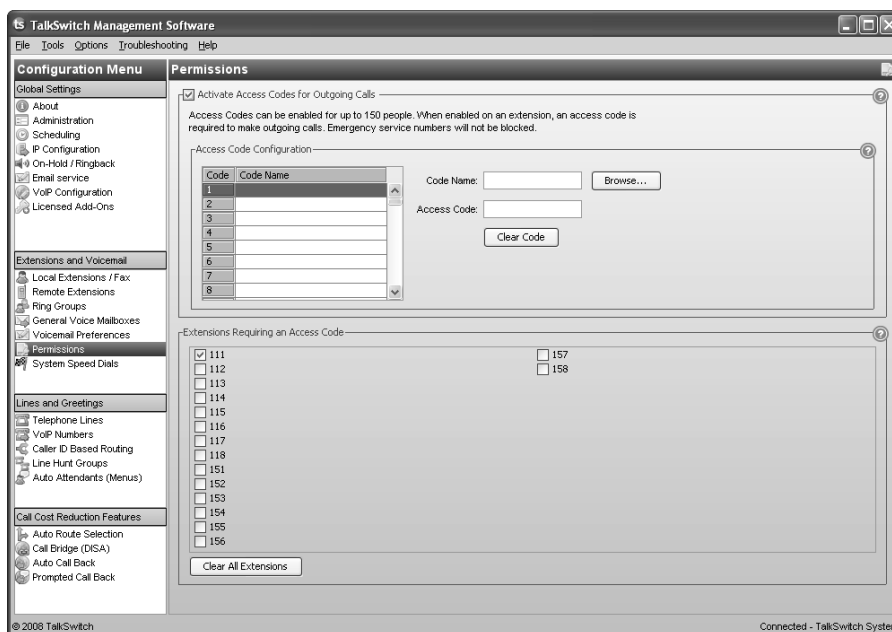 ts TalkSwitch Management Software
File Tools Options Troubleshooting Help
Configuration Menu
Global Settings
About
Administration
Scheduling
IP Configuration
On-Hold / Ringback
Email service
VoIP Configuration
Licensed Add-Ons
Extensions and Voicemail
Local Extensions / Fax
Remote Extensions
Ring Groups
General Voice Mailboxes
Voicemail Preferences
Permissions
System Speed Dials
Lines and Greetings
Telephone Lines
VoIP Numbers
Caller ID Based Routing
Line Hunt Groups
Auto Attendants (Menus)
Call Cost Reduction Features
Auto Route Selection
Call Bridge (DISA)
Auto Call Back
Prompted Call Back
Permissions
Activate Access Codes for Outgoing Calls
Access Codes can be enabled for up to 150 people. When enabled on an extension, an access code is
required to make outgoing calls. Emergency service numbers will not be blocked.
Access Code Configuration
Code Code Name
1
2
3
4
5
6
7
8
Code Name: Browse...
Access Code:
Clear Code
Extensions Requiring an Access Code
111
112
113
114
115
116
117
118
151
152
153
154
155
156
157
158
Clear All Extensions
© 2008 TalkSwitch
Connected - TalkSwitch System